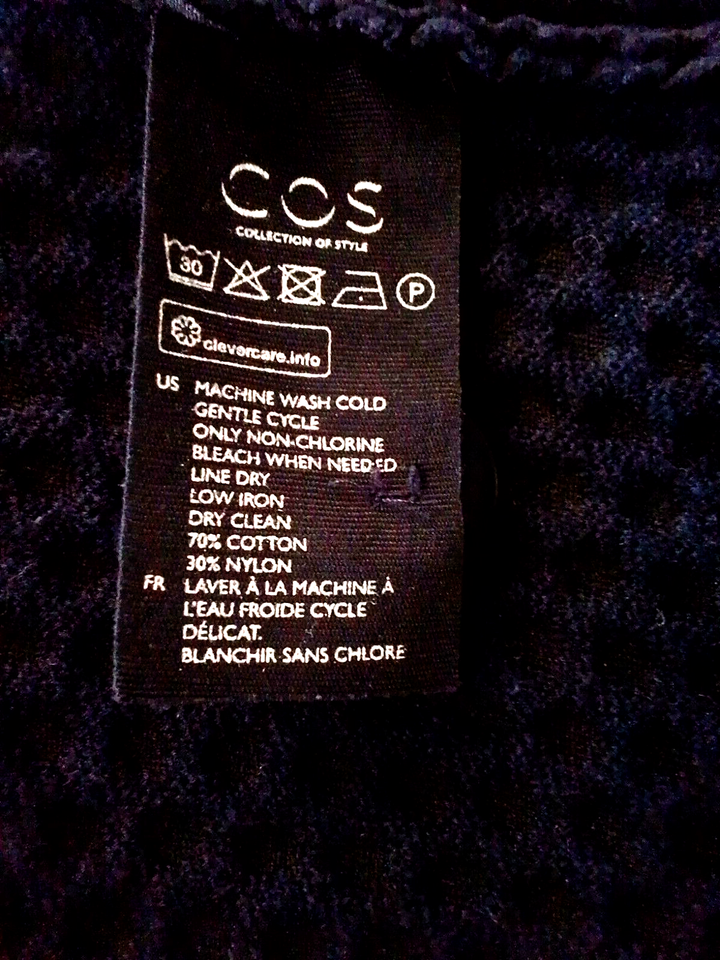 COS
COLLECTION OF STYLE
30 P
clevercare.info
US MACHINE WASH COLD
GENTLE CYCLE
ONLY NON-CHLORINE
BLEACH WHEN NEEDED
LINE DRY
LOW IRON
DRY CLEAN
70% COTTON
30% NYLON
FR LAVER À LA MACHINE À
L'EAU FROIDE CYCLE
DÉLICAT.
BLANCHIR SANS CHLORE